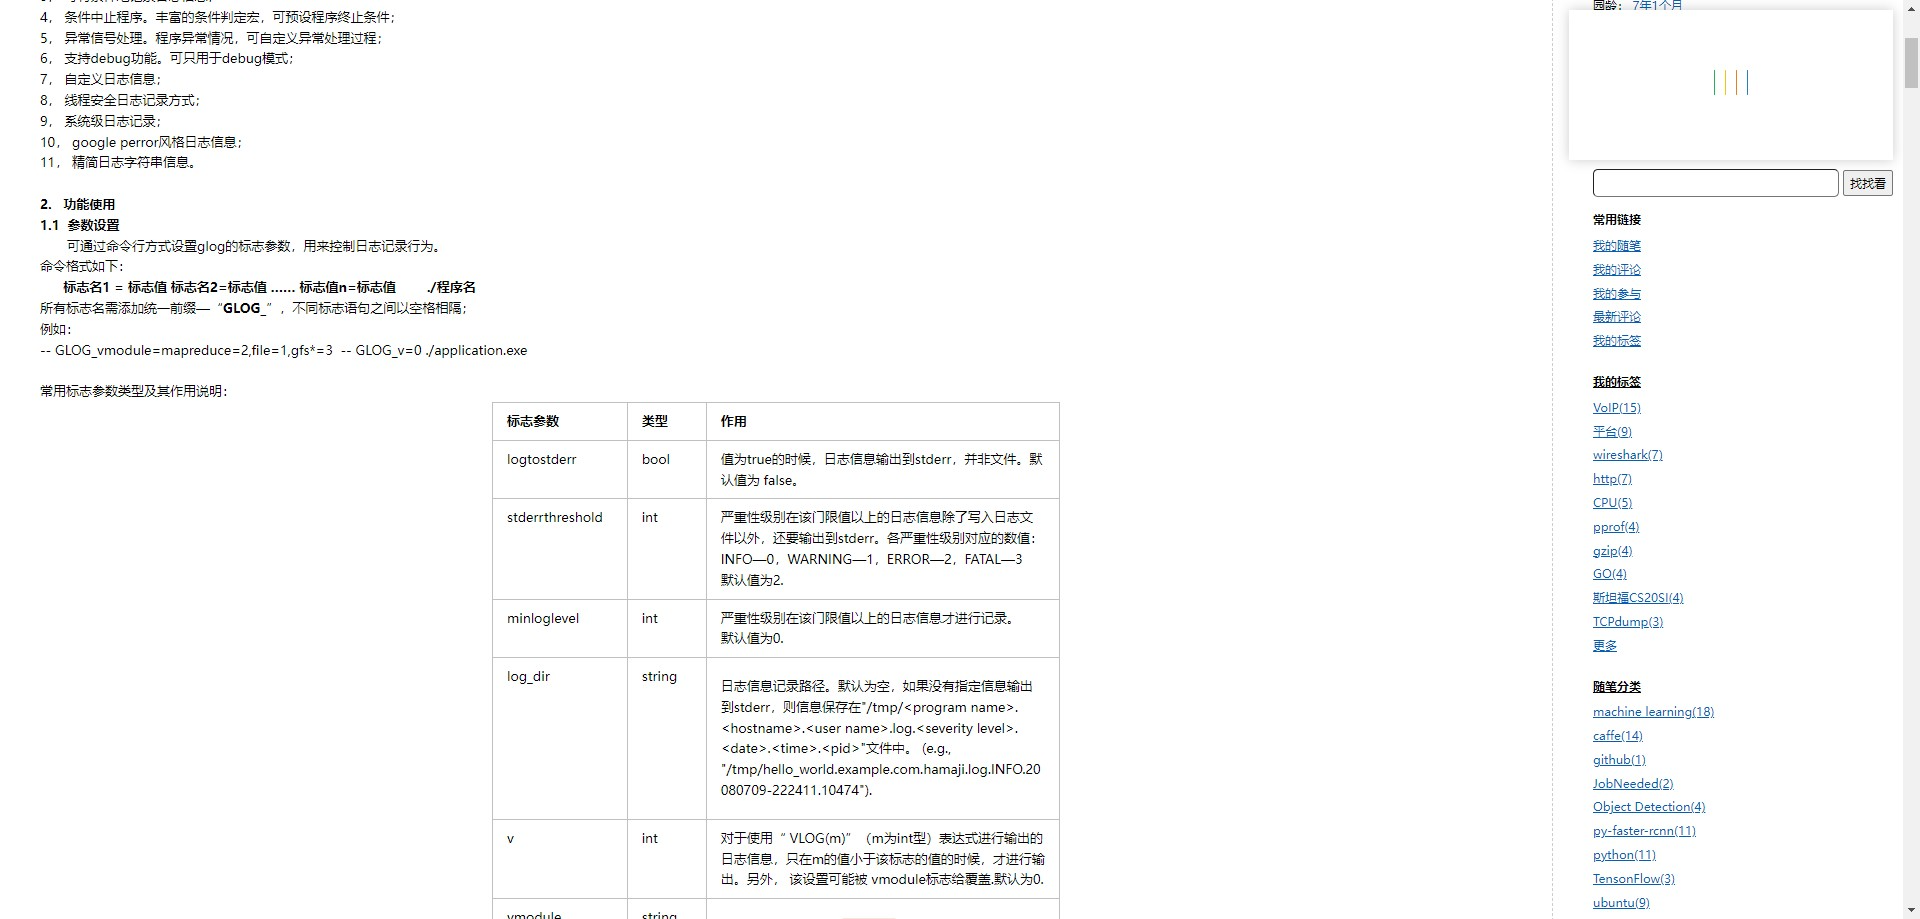 4， 条件中止程序。丰富的条件判定宏，可预设程序终止条件；
5， 异常信号处理。程序异常情况，可自定义异常处理过程；
6， 支持debug功能。可只用于debug模式；
7， 自定义日志信息；
8， 线程安全日志记录方式；
9， 系统级日志记录；
10， google perror风格日志信息；
11， 精简日志字符串信息。
2. 功能使用
1.1 参数设置
可通过命令行方式设置glog的标志参数，用来控制日志记录行为。
命令格式如下：
标志名1 = 标志值 标志名2=标志值 …… 标志值n=标志值 ./程序名
所有标志名需添加统一前缀—“GLOG_”，不同标志语句之间以空格相隔；
例如：
-- GLOG_vmodule=mapreduce=2,file=1,gfs*=3 -- GLOG_v=0 ./application.exe
常用标志参数类型及其作用说明：
标志参数 类型 作用
logtostderr bool 值为true的时候，日志信息输出到stderr，并非文件。默
认值为 false。
stderrthreshold int 严重性级别在该门限值以上的日志信息除了写入日志文
件以外，还要输出到stderr。各严重性级别对应的数值：
INFO—0，WARNING—1，ERROR—2，FATAL—3
默认值为2.
minloglevel int 严重性级别在该门限值以上的日志信息才进行记录。
默认值为0.
log_dir string
日志信息记录路径。默认为空，如果没有指定信息输出
到stderr，则信息保存在"/tmp/<program name>.
<hostname>.<user name>.log.<severity level>.
<date>.<time>.<pid>"文件中。 (e.g.,
"/tmp/hello_world.example.com.hamaji.log.INFO.20
080709-222411.10474").
v int 对于使用“ VLOG(m)”（m为int型）表达式进行输出的
日志信息，只在m的值小于该标志的值的时候，才进行输
出。另外， 该设置可能被 vmodule标志给覆盖.默认为0.
vmodule string
园龄： 7年1个月
找找看
常用链接
我的随笔
我的评论
我的参与
最新评论
我的标签
我的标签
VoIP(15)
平台(9)
wireshark(7)
http(7)
CPU(5)
pprof(4)
gzip(4)
GO(4)
斯坦福CS20SI(4)
TCPdump(3)
更多
随笔分类
machine learning(18)
caffe(14)
github(1)
JobNeeded(2)
Object Detection(4)
py-faster-rcnn(11)
python(11)
TensonFlow(3)
ubuntu(9)